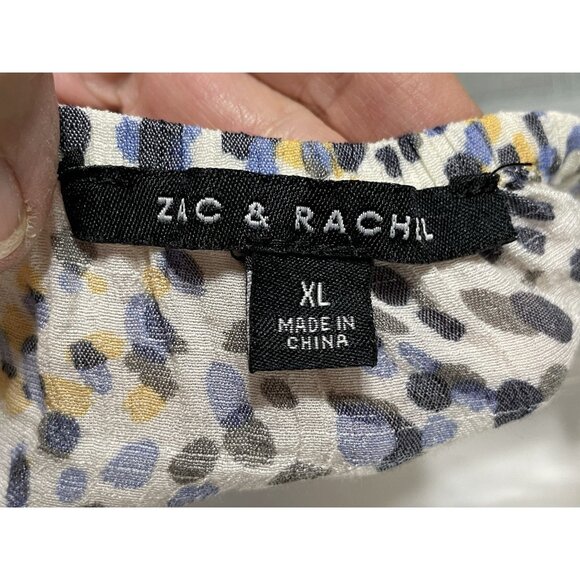 ZAC & RACHEL
XL
MADE IN
CHINA